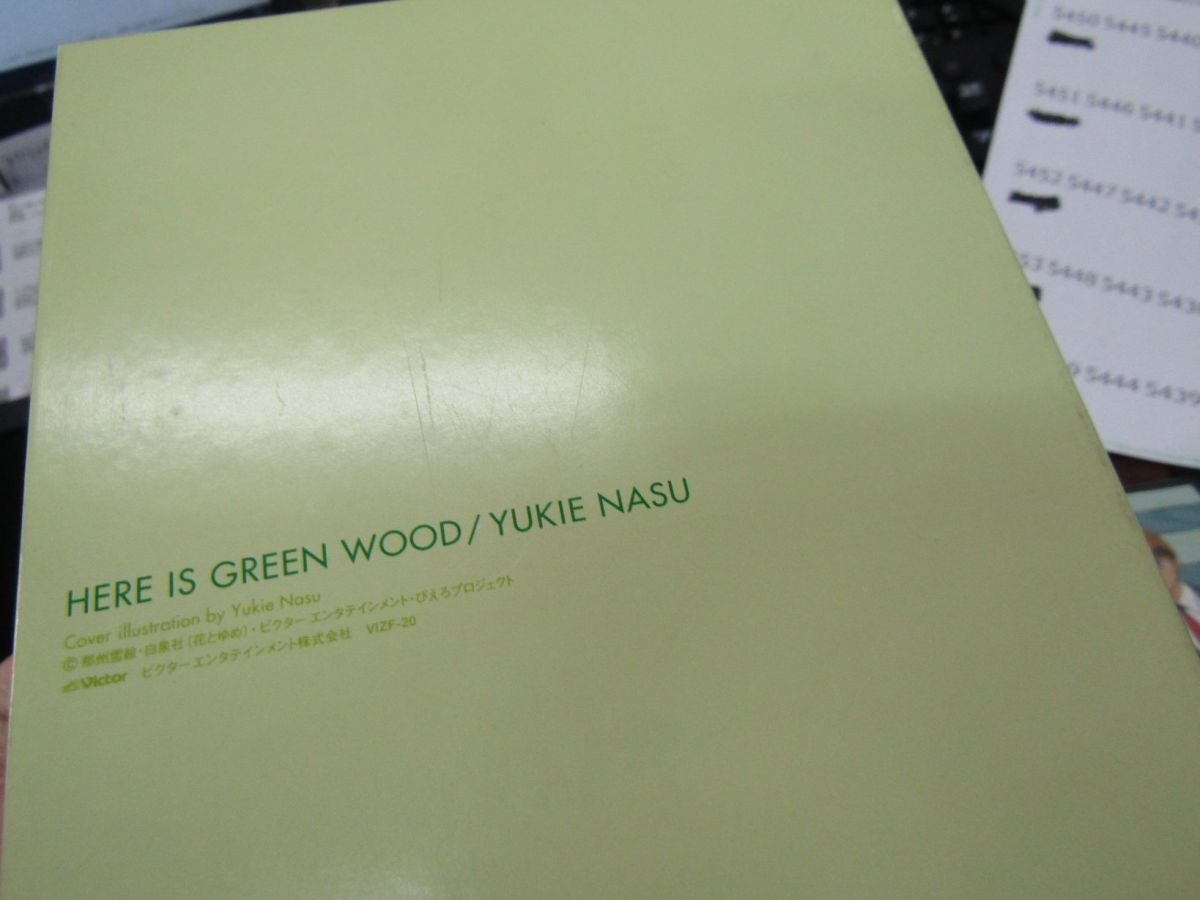 HERE IS GREEN WOOD/YUKIE NASU
Cover illustration by Yukie Nasu
© 那州雪絵・白泉社(花とゆめ)・ビクター エンタテインメント・ぴえろプロジェクト
Victor ビクター エンタテインメント株式会社 VIZF-20
5450 5445 5440
5451 5446 5441
5452 5447 5442
5448 5443
5444 5439